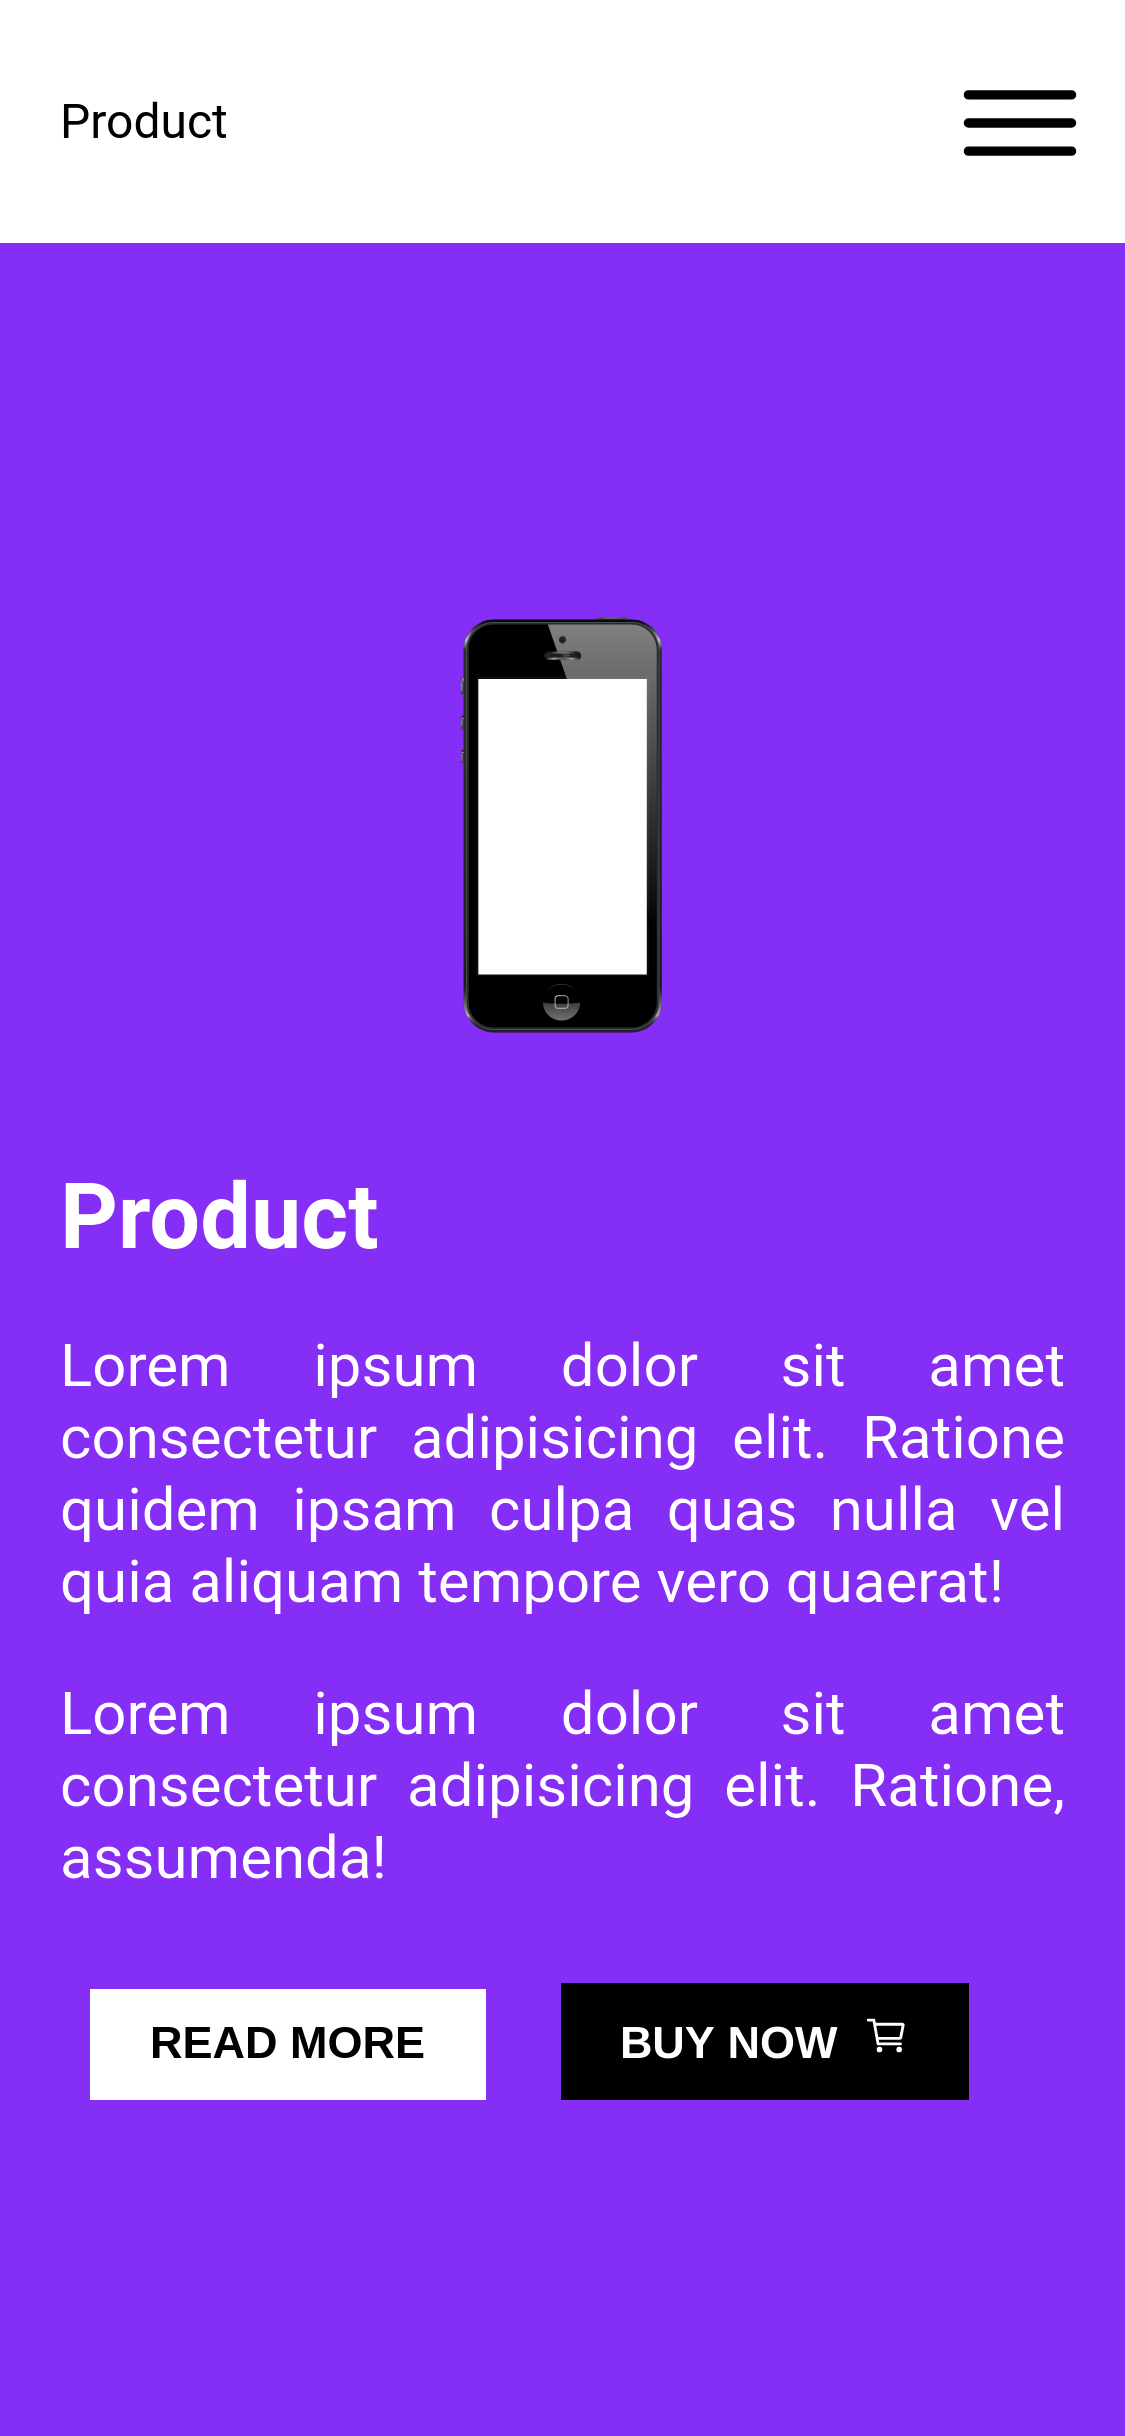 Product
Product
Lorem ipsum dolor sit amet
consectetur adipisicing elit. Ratione
quidem ipsam culpa quas nulla vel
quia aliquam tempore vero quaerat!
Lorem ipsum dolor sit amet
consectetur adipisicing elit. Ratione,
assumenda!
READ MORE
BUY NOW